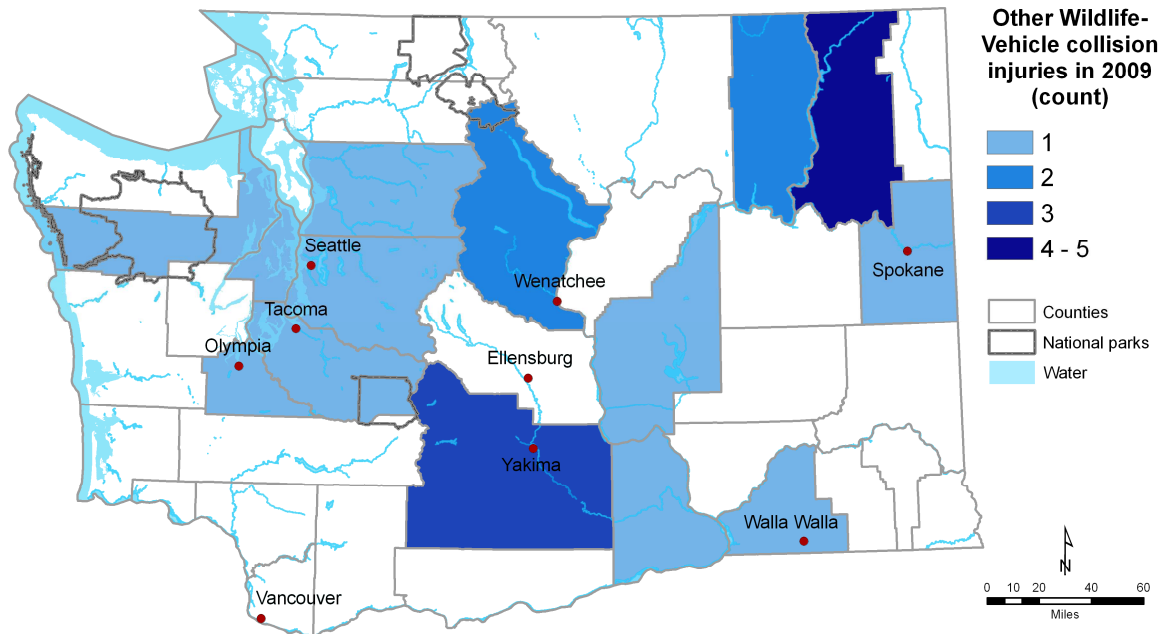 Other Wildlife-
Vehicle collision
injuries in 2009
(count)
1
2
3
4 - 5
Counties
National parks
Water
Seattle
Tacoma
Olympia
Wenatchee
Ellensburg
Yakima
Spokane
Walla Walla
Vancouver
N
0 10 20 40 60
Miles